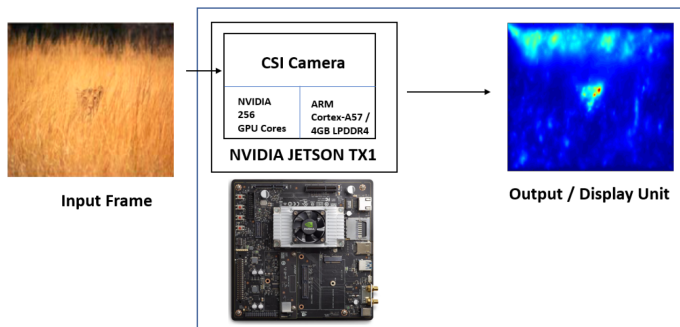 CSI Camera
NVIDIA
256
GPU Cores
ARM
Cortex-A57 /
4GB LPDDR4
NVIDIA JETSON TX1
Input Frame
Output / Display Unit